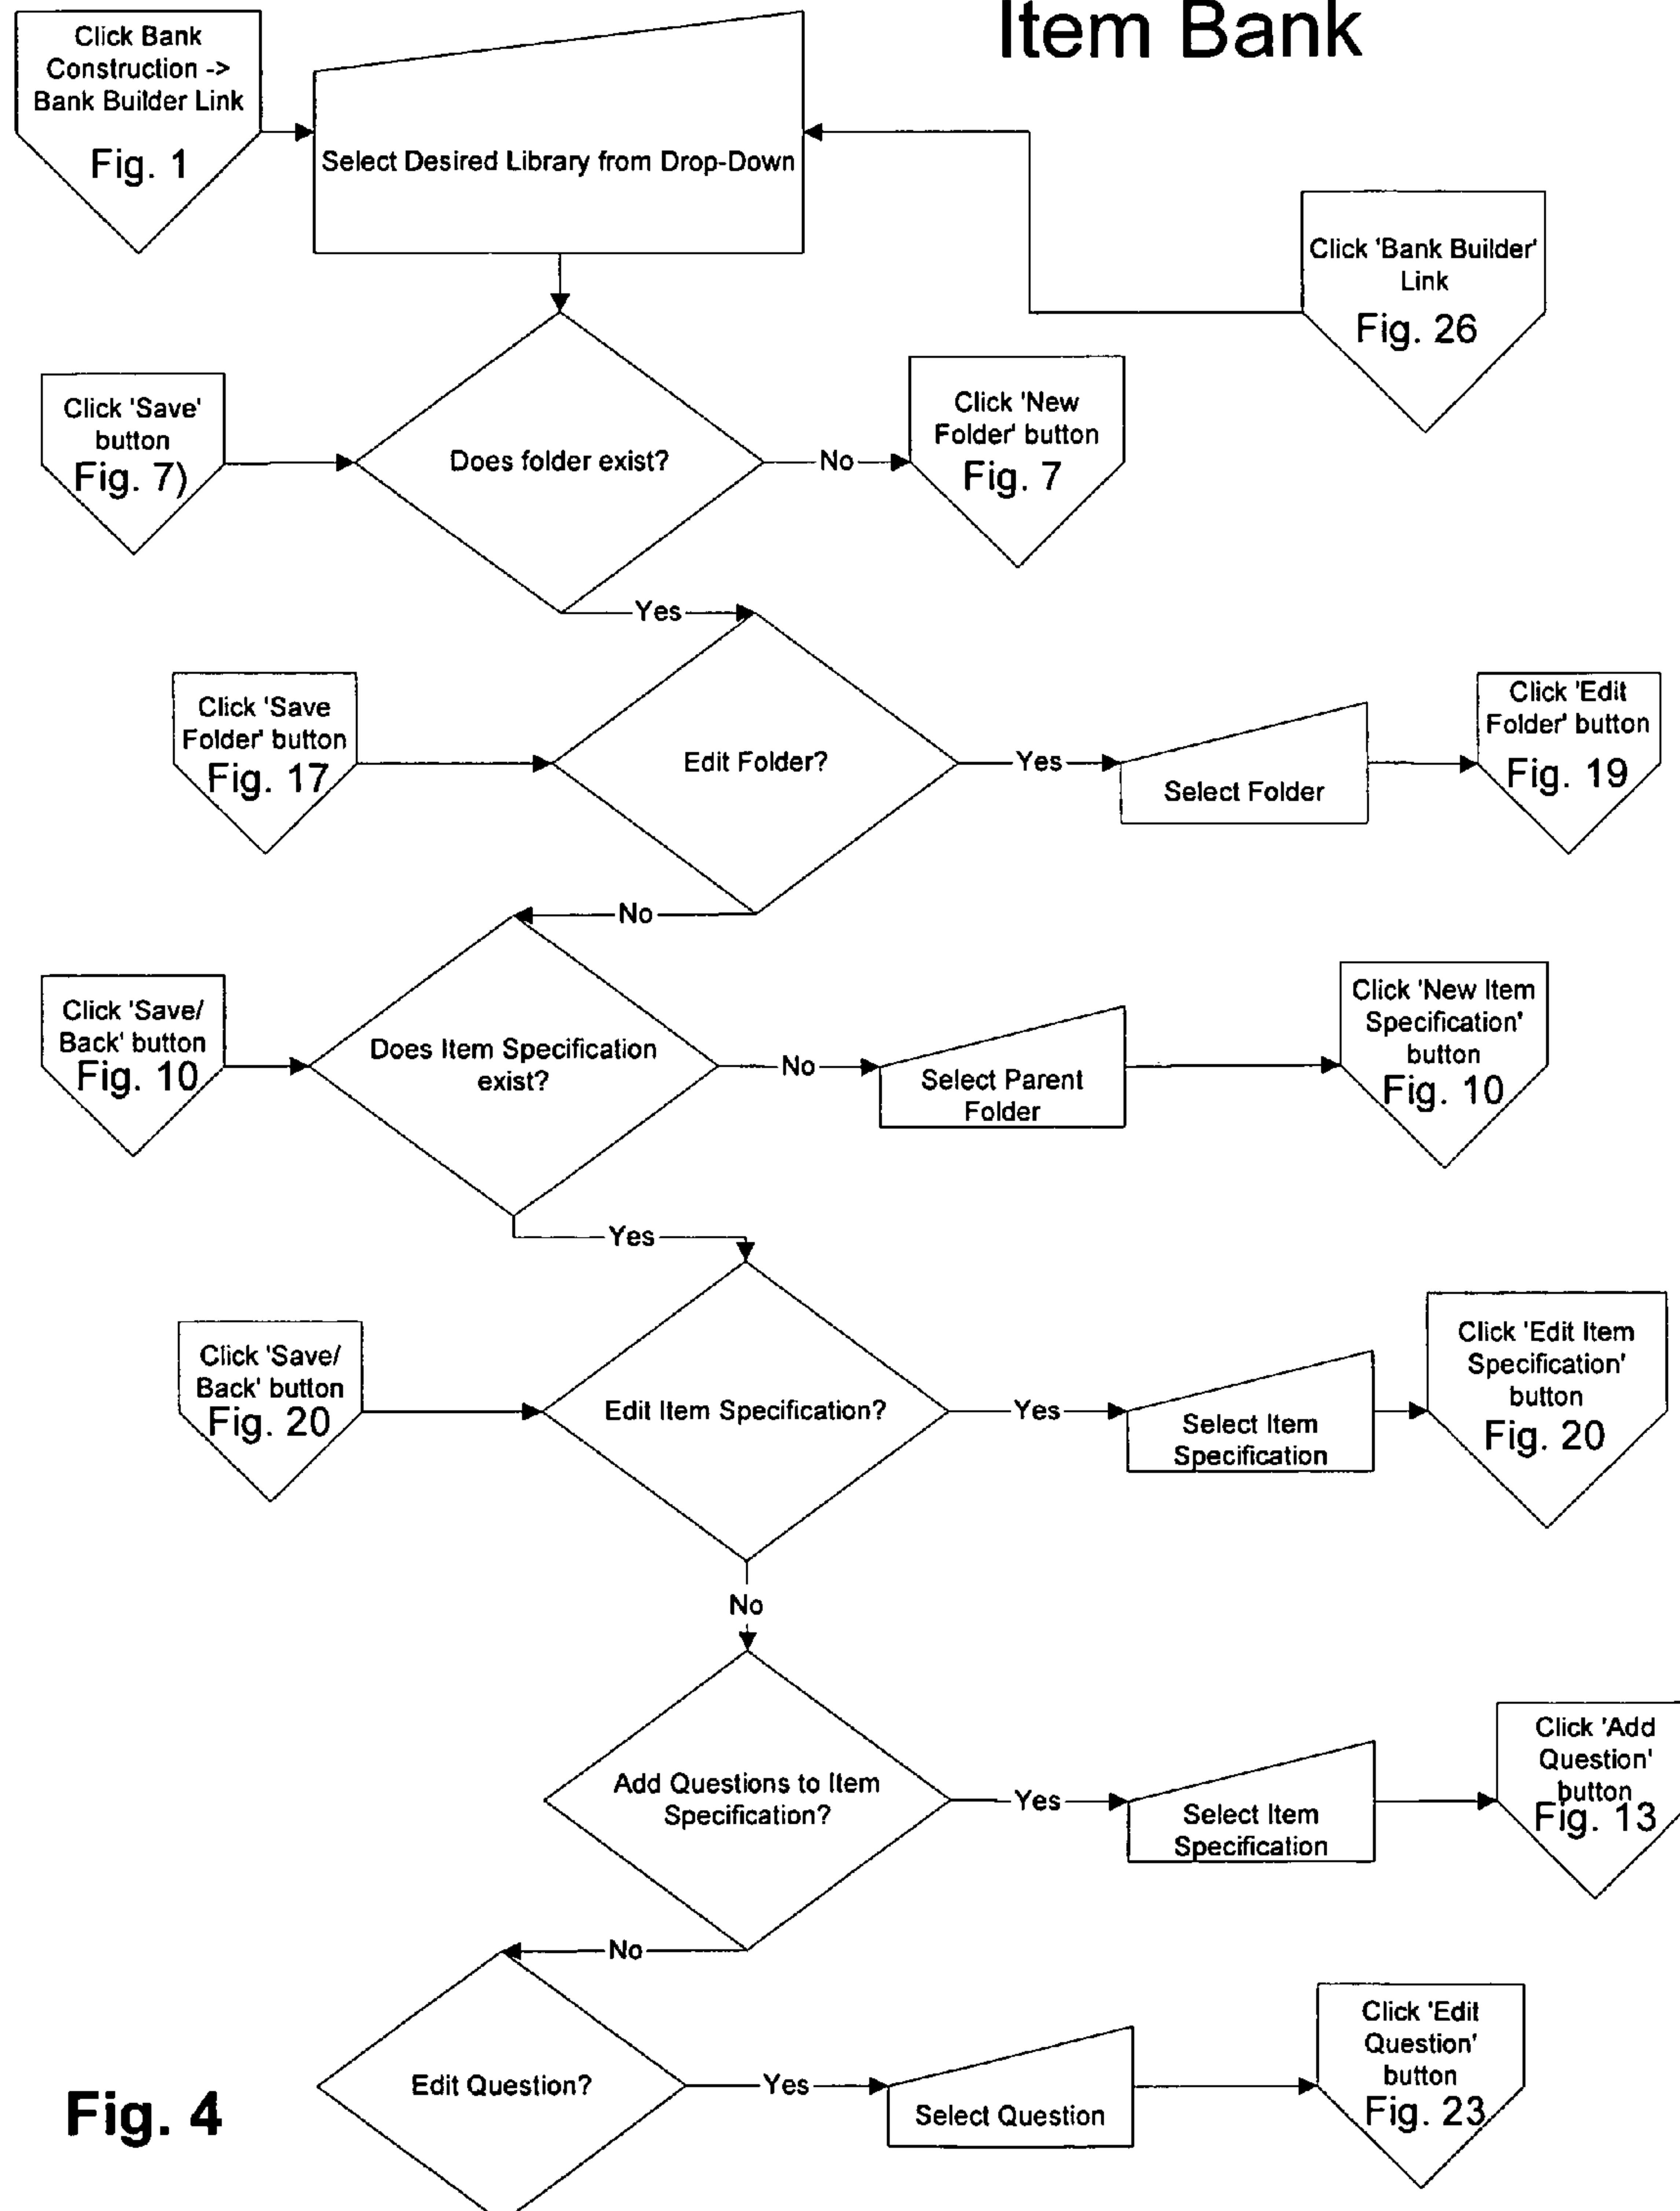 Item Bank
Click Bank
Construction ->
Bank Builder Link
Fig. 1
Select Desired Library from Drop-Down
Click 'Bank Builder'
Link
Fig. 26
Click 'Save'
button
Fig. 7)
Does folder exist?
No
Click 'New
Folder' button
Fig. 7
Yes
Click 'Save
Folder' button
Fig. 17
Edit Folder?
Yes
Select Folder
Click 'Edit
Folder' button
Fig. 19
No
Click 'Save/
Back' button
Fig. 10
Does Item Specification
exist?
No
Select Parent
Folder
Click 'New Item
Specification'
button
Fig. 10
Yes
Click 'Save/
Back' button
Fig. 20
Edit Item Specification?
Yes
Select Item
Specification
Click 'Edit Item
Specification'
button
Fig. 20
No
Add Questions to Item
Specification?
Yes
Select Item
Specification
Click 'Add
Question'
button
Fig. 13
No
Edit Question?
Yes
Select Question
Click 'Edit
Question'
button
Fig. 23
Fig. 4